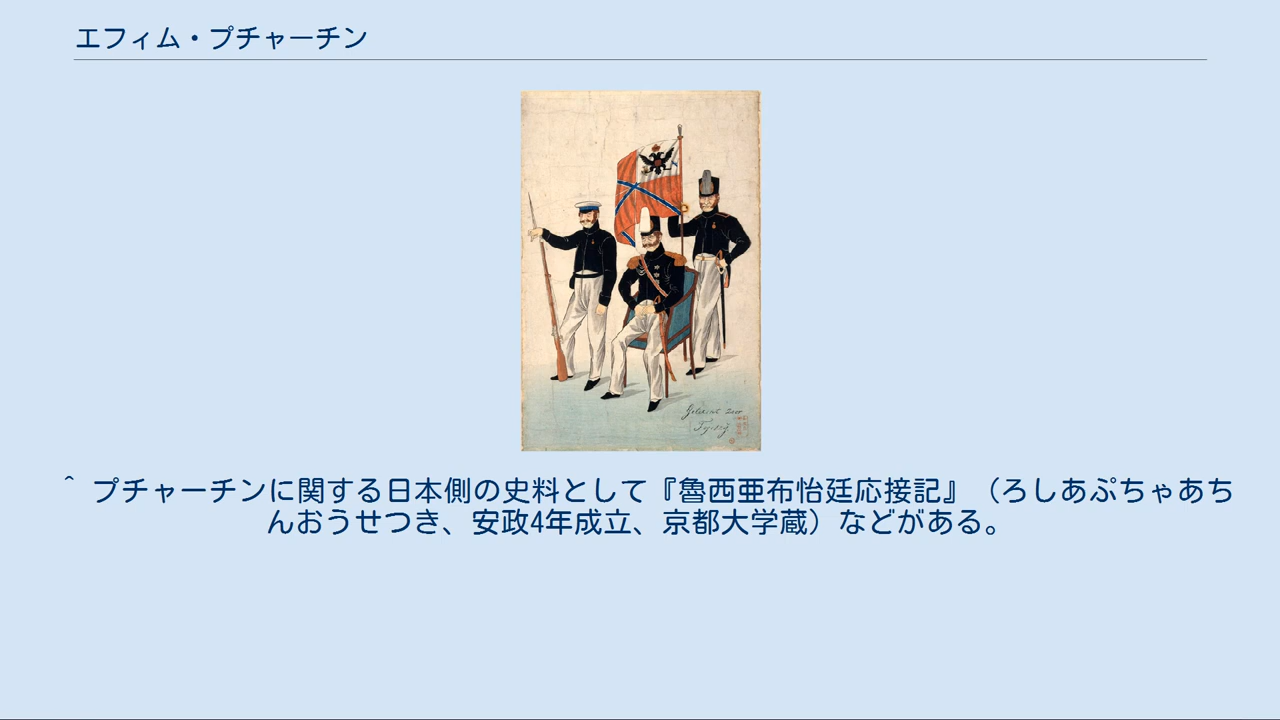 エフィム・プチャーチン
^ プチャーチンに関する日本側の史料として『魯西亜布怡廷応接記』（ろしあぷちゃあち
んおうせつき、安政4年成立、京都大学蔵）などがある。